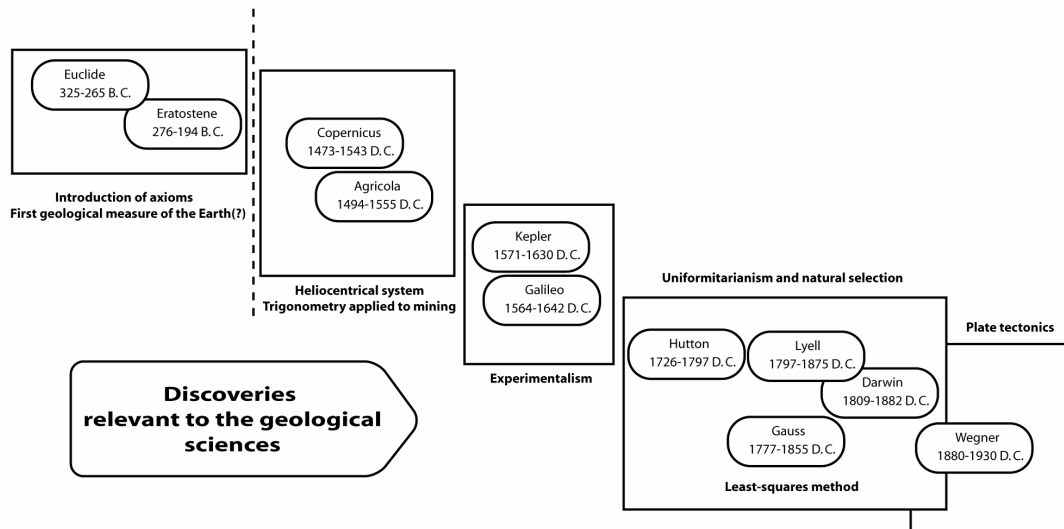 Euclide
325-265 B.C.
Eratostene
276-194 B.C.
Introduction of axioms
First geological measure of the Earth(?)
Copernicus
1473-1543 D.C.
Agricola
1494-1555 D.C.
Heliocentrical system
Trigonometry applied to mining
Kepler
1571-1630 D.C.
Galileo
1564-1642 D.C.
Experimentalism
Uniformitarianism and natural selection
Hutton
1726-1797 D.C.
Lyell
1797-1875 D.C.
Darwin
1809-1882 D.C.
Gauss
1777-1855 D.C.
Least-squares method
Plate tectonics
Wegner
1880-1930 D.C.
Discoveries
relevant to the geological
sciences